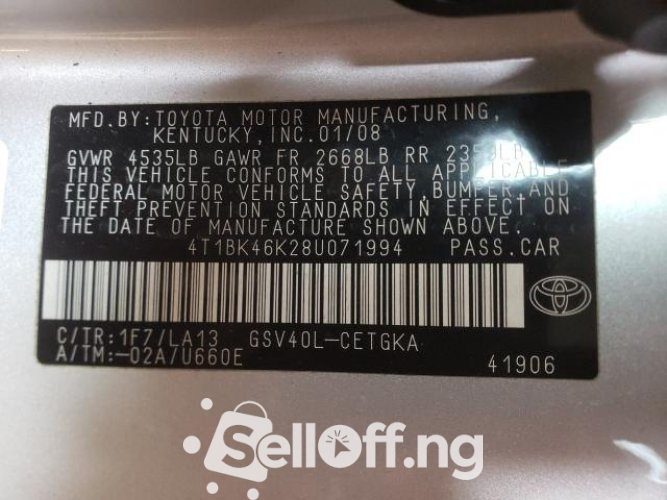 MFD.BY:TOYOTA MOTOR MANUFACTURING,
KENTUCKY,INC.01/08
GVWR 4535LB GAWR FR 2668LB RR
THIS VEHICLE CONFORMS TO ALL APPLICABLE
FEDERAL MOTOR VEHICLE SAFETY, BUMPER,AND
THEFT PREVENTION STANDARDS IN EFFECT ON
THE DATE OF MANUFACTURE SHOWN ABOVE.
4T1BK46K28U071994 PASS.CAR
C/TR:1F7/LA13 GSV40L-CETGKA
A/TM:-02A/U660E 41906
SellOff.ng